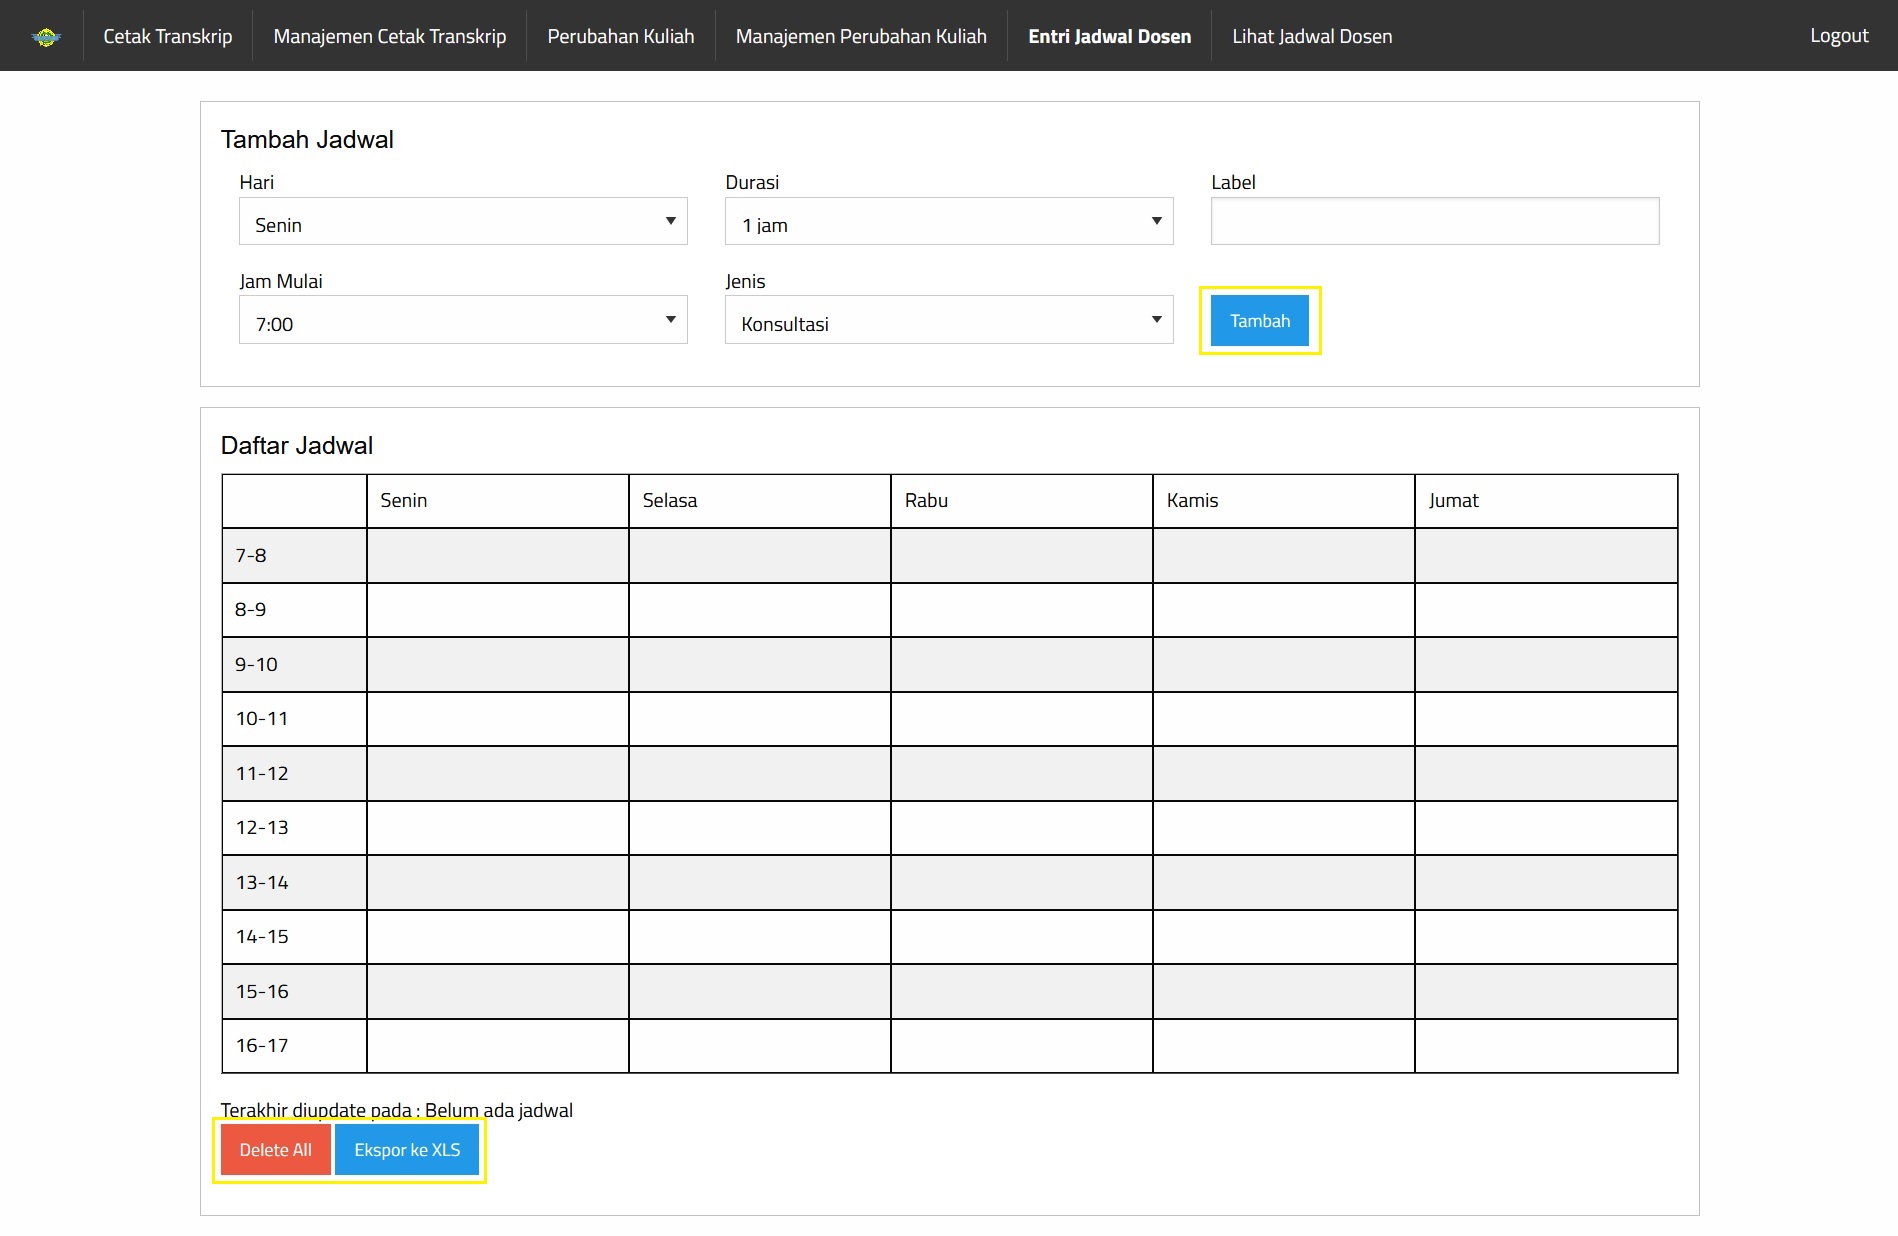 Cetak Transkrip Manajemen Cetak Transkrip Perubahan Kuliah Manajemen Perubahan Kuliah Entri Jadwal Dosen Lihat Jadwal Dosen Logout
Tambah Jadwal
Hari Durasi Label
Senin 1 jam
Jam Mulai Jenis
7:00 Konsultasi Tambah
Daftar Jadwal
Senin Selasa Rabu Kamis Jumat
7-8
8-9
9-10
10-11
11-12
12-13
13-14
14-15
15-16
16-17
Terakhir diupdate pada : Belum ada jadwal
Delete All Ekspor ke XLS